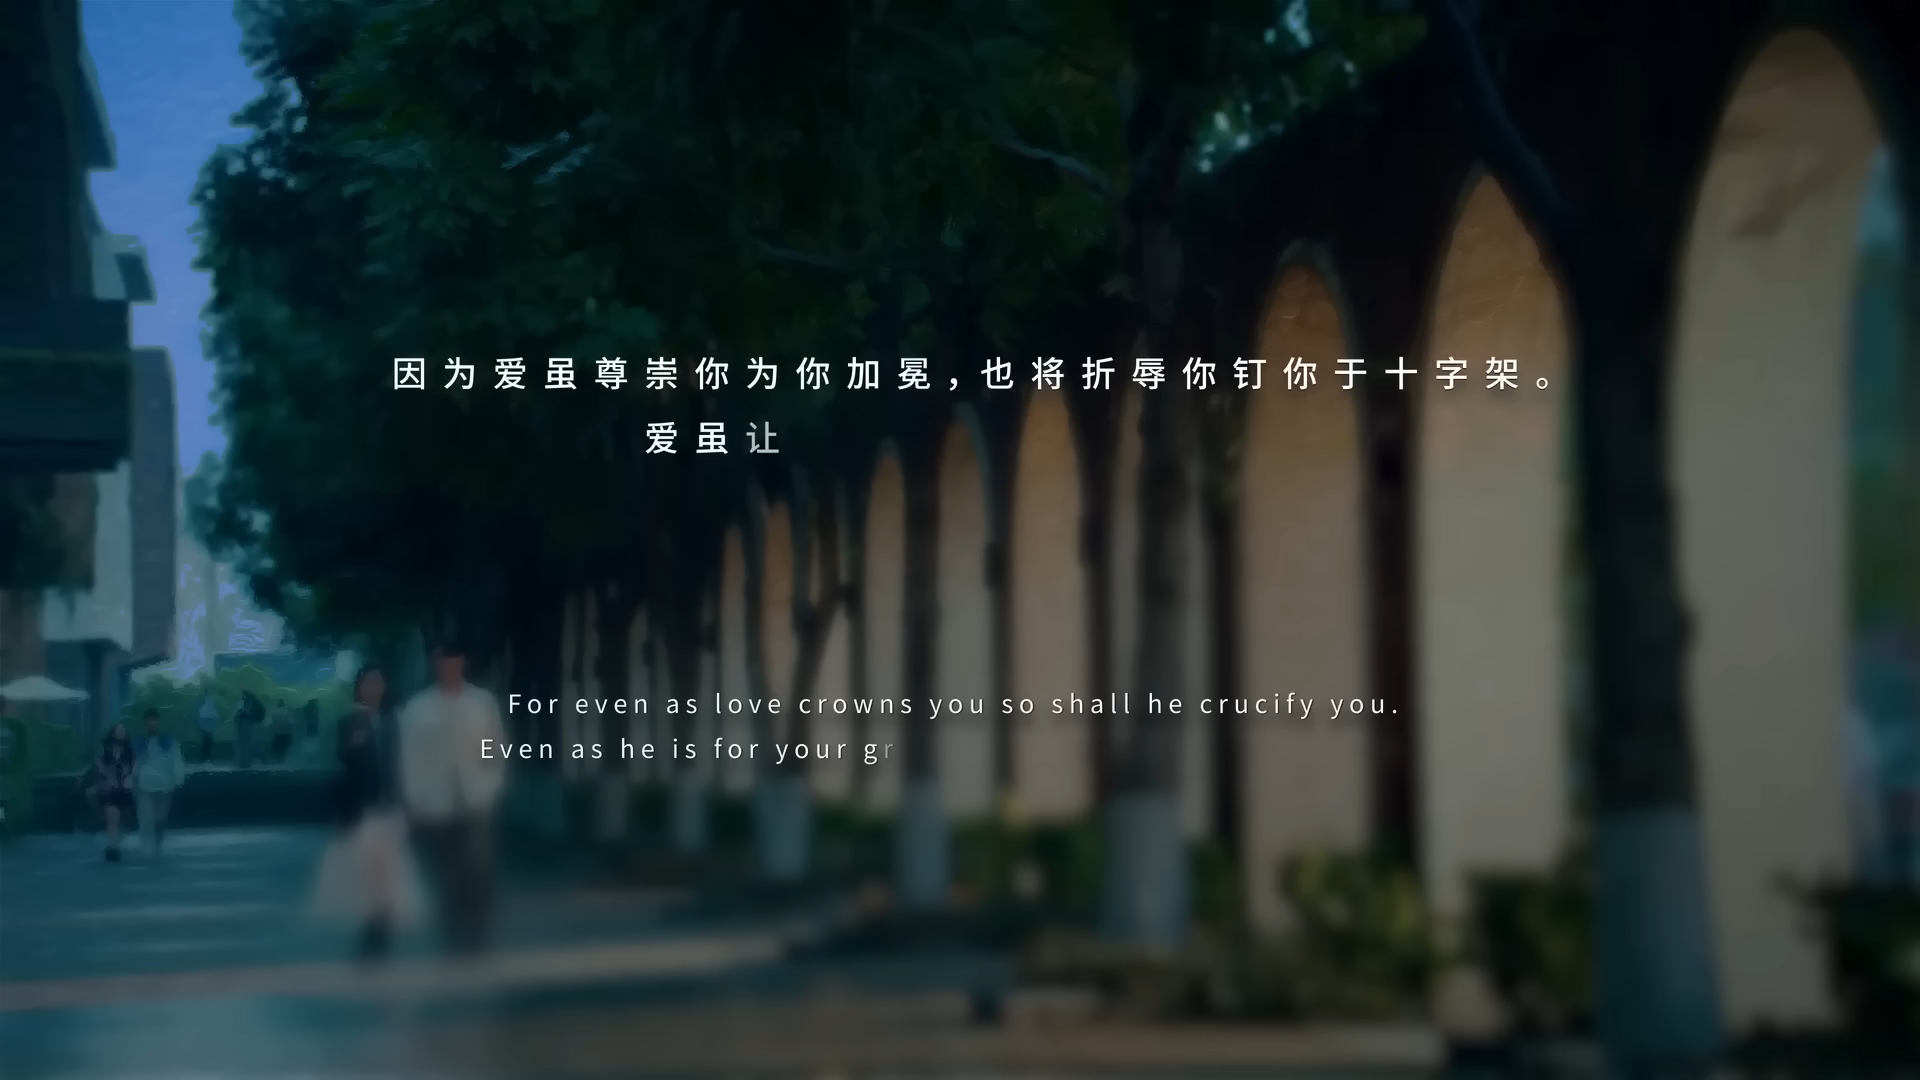 因为爱虽尊崇你为你加冕，也将折辱你钉你于十字架。
爱虽让
For even as love crowns you so shall he crucify you.
Even as he is for your gr